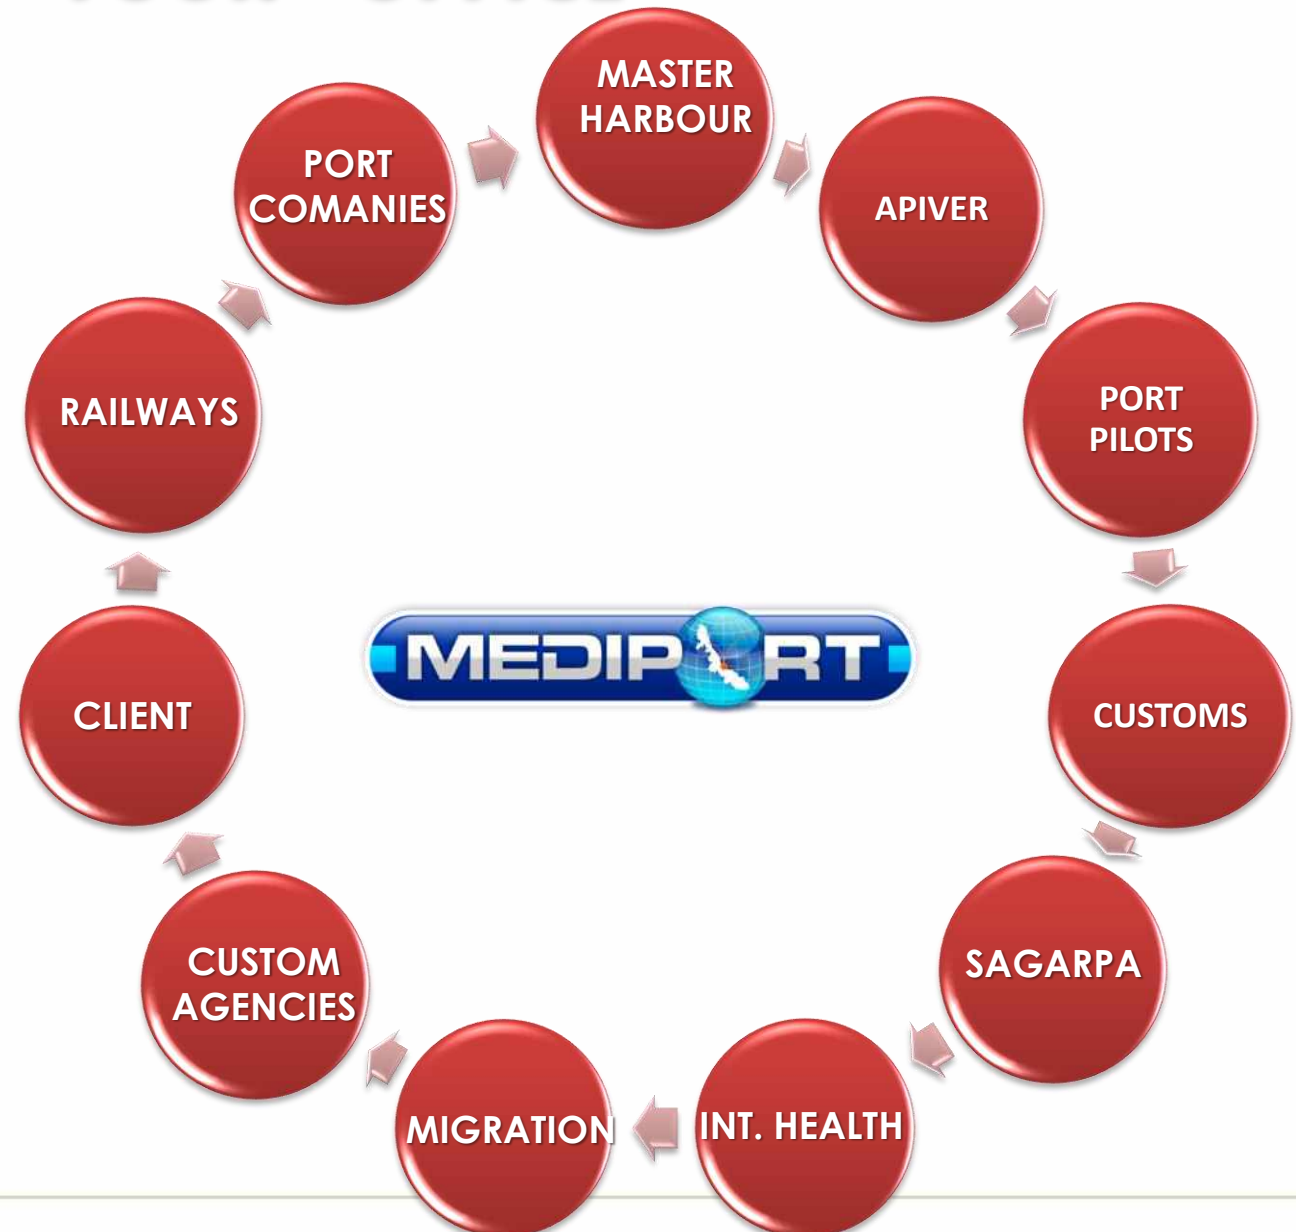 MASTER
HARBOUR
APIVER
PORT
PILOTS
CUSTOMS
SAGARPA
INT. HEALTH
MIGRATION
CUSTOM
AGENCIES
CLIENT
RAILWAYS
PORT
COMANIES
MEDIPORT